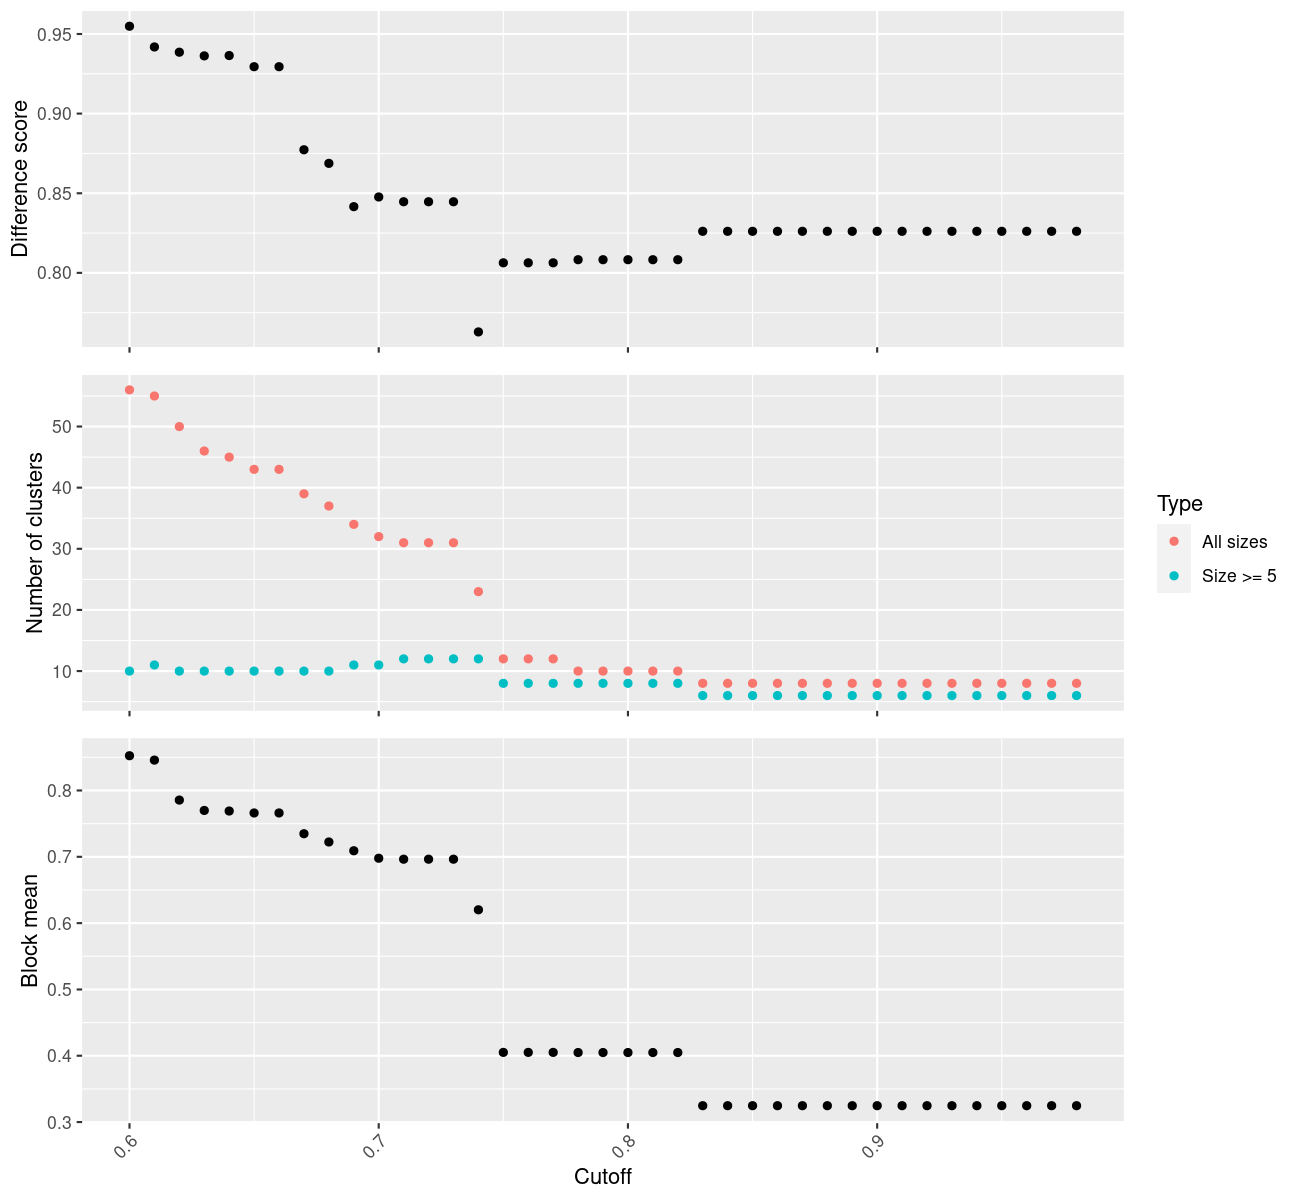 Difference score
0.95
0.90
0.85
0.80
Number of clusters
50
40
30
20
10
Type
All sizes
Size >= 5
Block mean
0.8
0.7
0.6
0.5
0.4
0.3
0.6 0.7 0.8 0.9
Cutoff